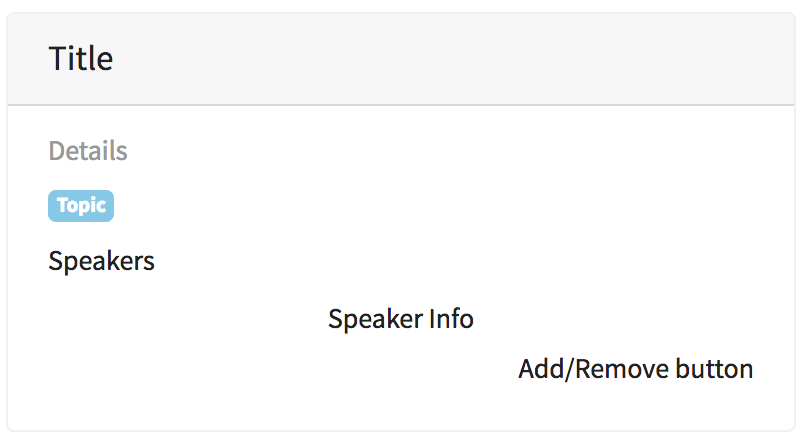 Title
Details
Topic
Speakers
Speaker Info
Add/Remove button